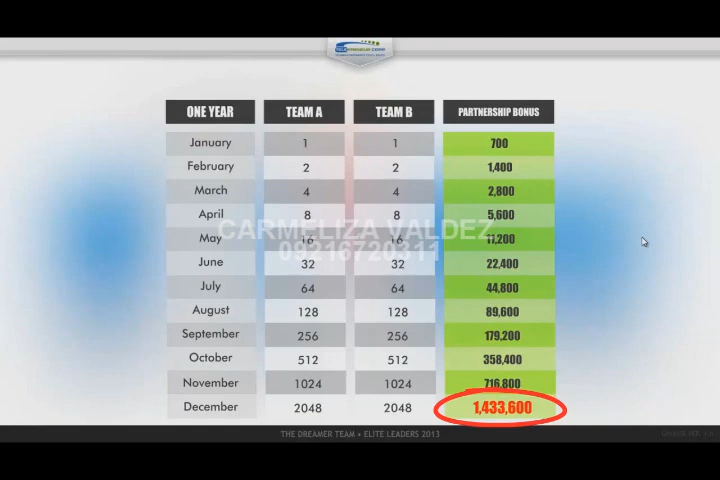 ONE YEAR TEAM A TEAM B PARTNERSHIP BONUS
January 1 1 700
February 2 2 1,400
March 4 4 2,800
April 8 8 5,600
CARMELIZA VALDEZ
May 16 16 11,200
09216720311
June 32 32 22,400
July 64 64 44,800
August 128 128 89,600
September 256 256 179,200
October 512 512 358,400
November 1024 1024 716,800
December 2048 2048 1,433,600
THE DREAMER TEAM • ELITE LEADERS 2013